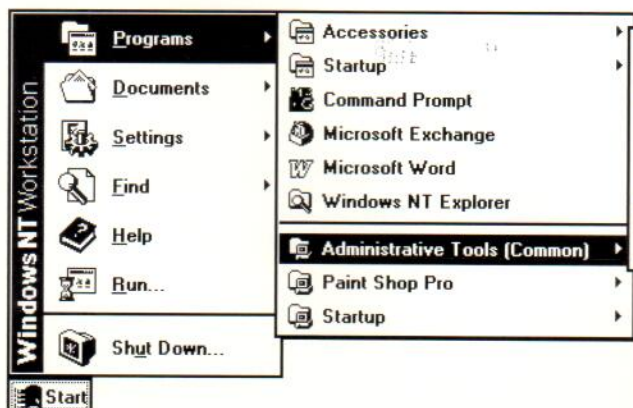 Windows NT Workstation
Programs
Documents
Settings
Find
Help
Run...
Shut Down...
Start
Accessories
Startup
Command Prompt
Microsoft Exchange
Microsoft Word
Windows NT Explorer
Administrative Tools (Common)
Paint Shop Pro
Startup